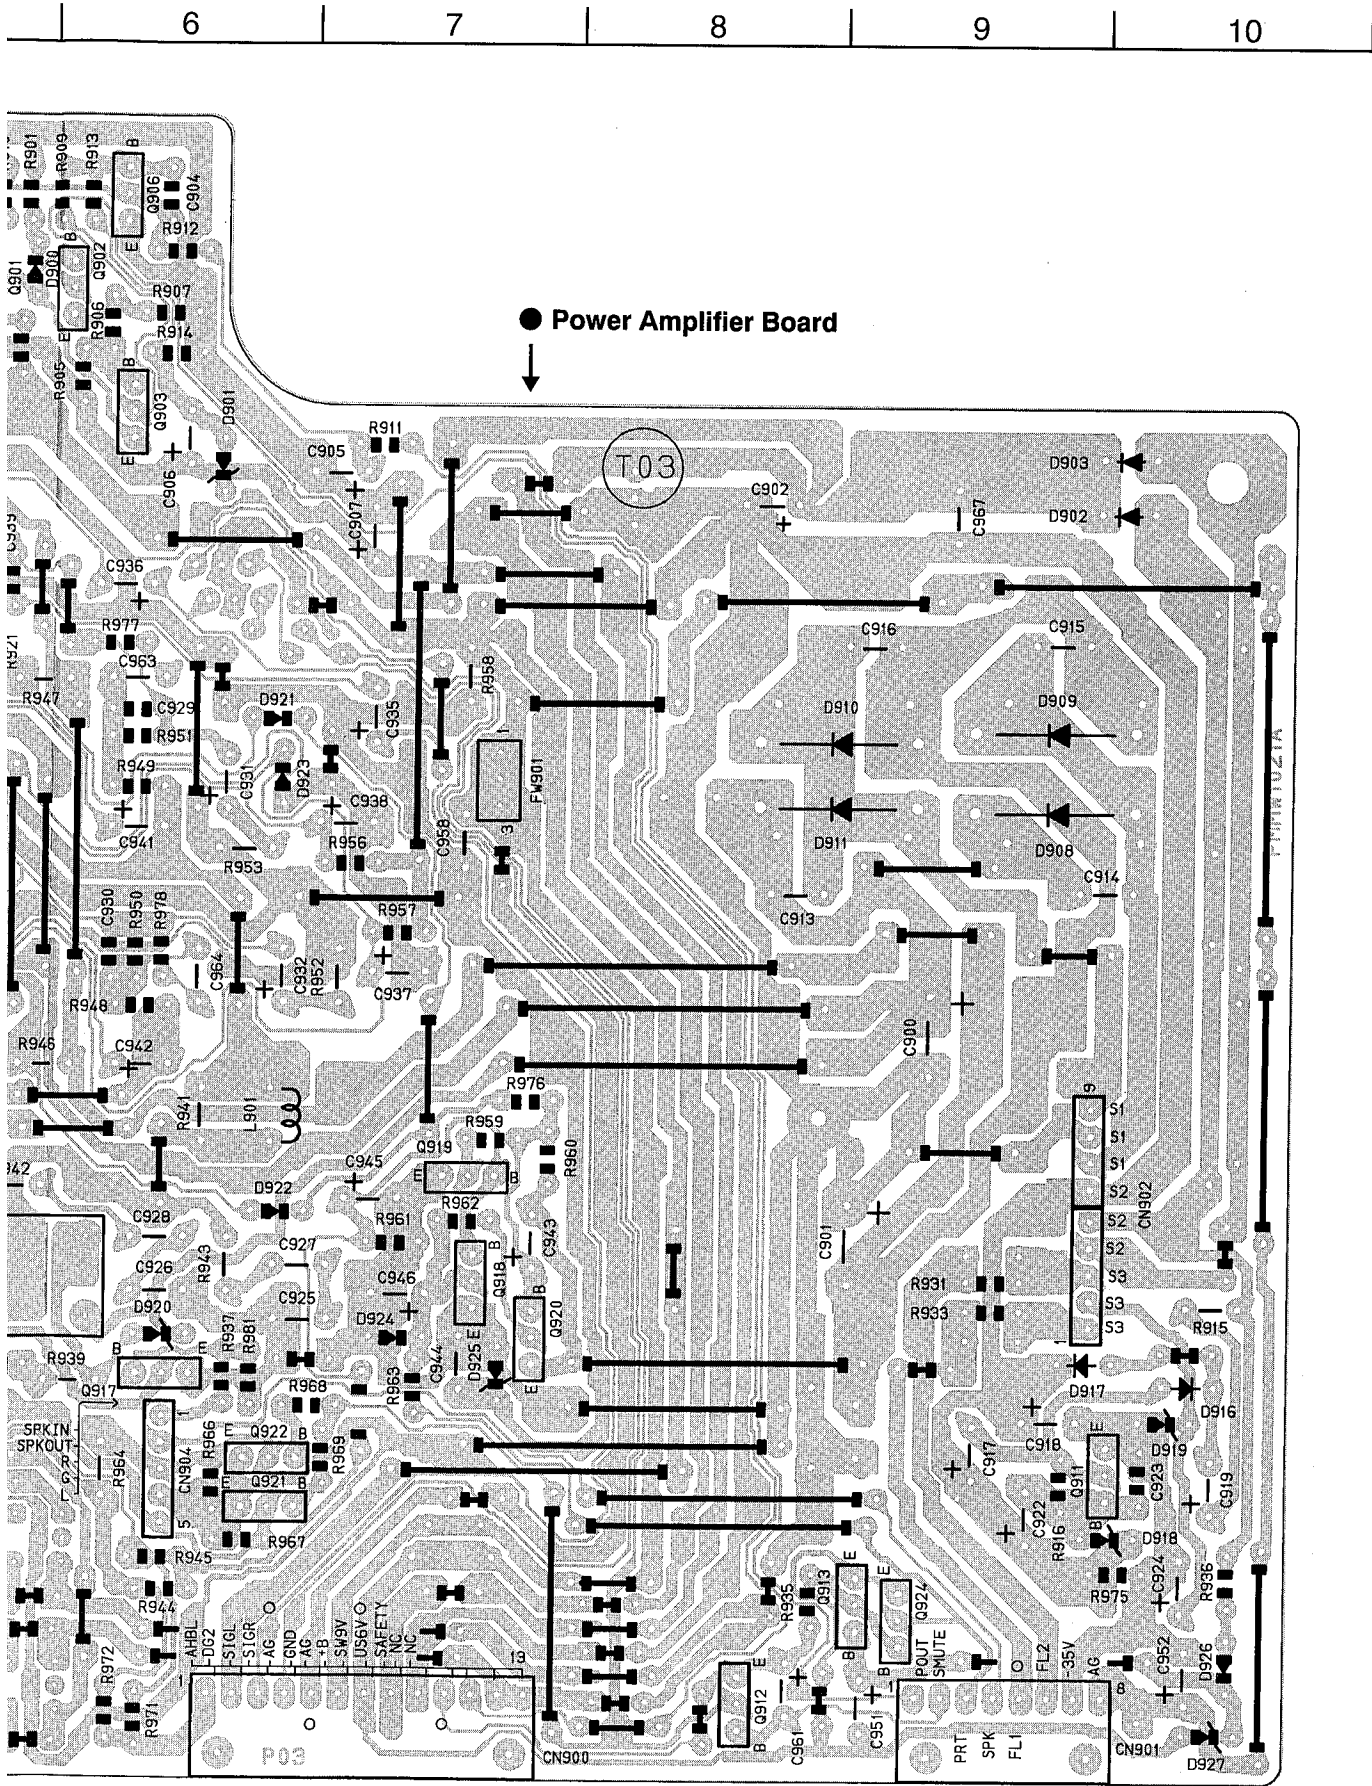 6 7 8 9 10
R901 R909 R913 B
Q906 C904
R912
E
Q901 D900 B Q902
R907
R906
R914
E
R905 B
Q903
D901
E
C906 +
● Power Amplifier Board
R911
C905
+
C907
+
T03
C902
+
C967
D903
D902
C936
+
R977
C963
R947
C929
R951
R949
+
C941
D921
C931
+
D923
R953
C935
+
+
C938
R956
R958
1
FW901
3
C958
C916
C915
D910
D909
D911
D908
C914
C913
C930 R950 R978
C964
R948
R946
C942
+
C932
+
R952
R957
+
C937
C900
+
R941
L901
R976
R959
Q919
E B
R960
C945
+
D922
R962
R961
C928
C926
D920
R943
C927
C925
C946
+
D924
B
Q918
E
C943
+
B
Q920
E
C901
+
9
S1
S1
S1
S2
S2
S2
S3
S3
S3
1
CN902
R931
R933
R915
R939
B E
Q917
R937 R981
R968
R963
C944
D925
D917
D916
D919
SPKIN
SPKOUT
R
G
L
R964
1
CN904
5
R966
E Q922 B
E Q921 B
R969
R967
R945
R944
+
C918
C917
+
C922
+
R916
E
Q911
B
C923
C919
+
D918
C924
+
R936
R975
R935
Q913
E
B
E
Q924
B
AHBL
DG2
SIGL
SIGR
AG
GND
AG
+B
SW9V
US6V
SAFETY
NC
NC
1 13
R972
R971
P03
CN900
E
Q912
B
C961
+
C951
+
POUT
SMUTE
FL2
-35V
AG
1 8
PRT
SPK
FL1
CN901
C952
+
D926
D927